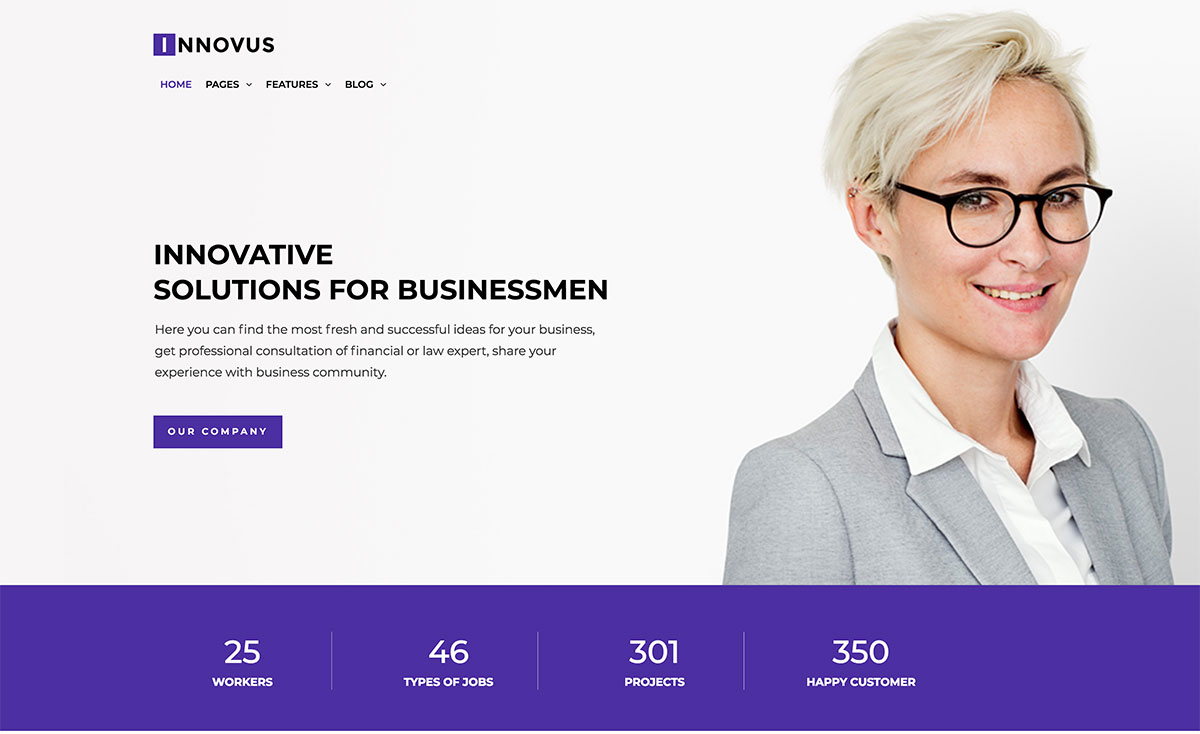 INNOVUS
HOME PAGES FEATURES BLOG
INNOVATIVE
SOLUTIONS FOR BUSINESSMEN
Here you can find the most fresh and successful ideas for your business,
get professional consultation of financial or law expert, share your
experience with business community.
OUR COMPANY
25 46 301 350
WORKERS TYPES OF JOBS PROJECTS HAPPY CUSTOMER